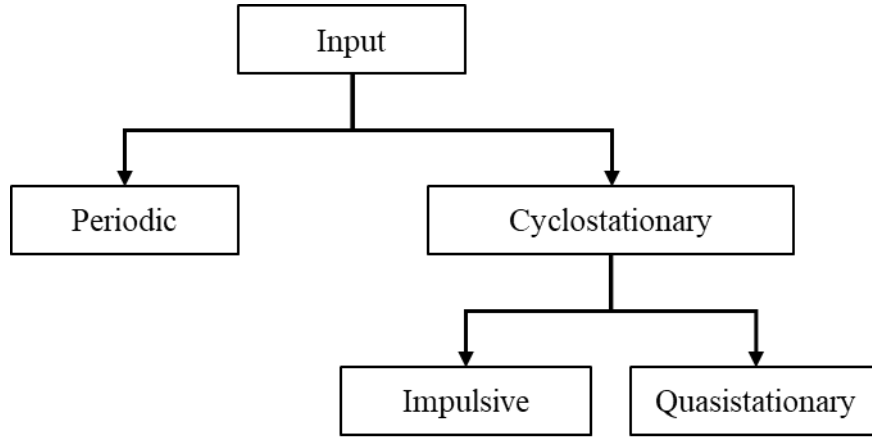 Input
Periodic
Cyclostationary
Impulsive
Quasistationary